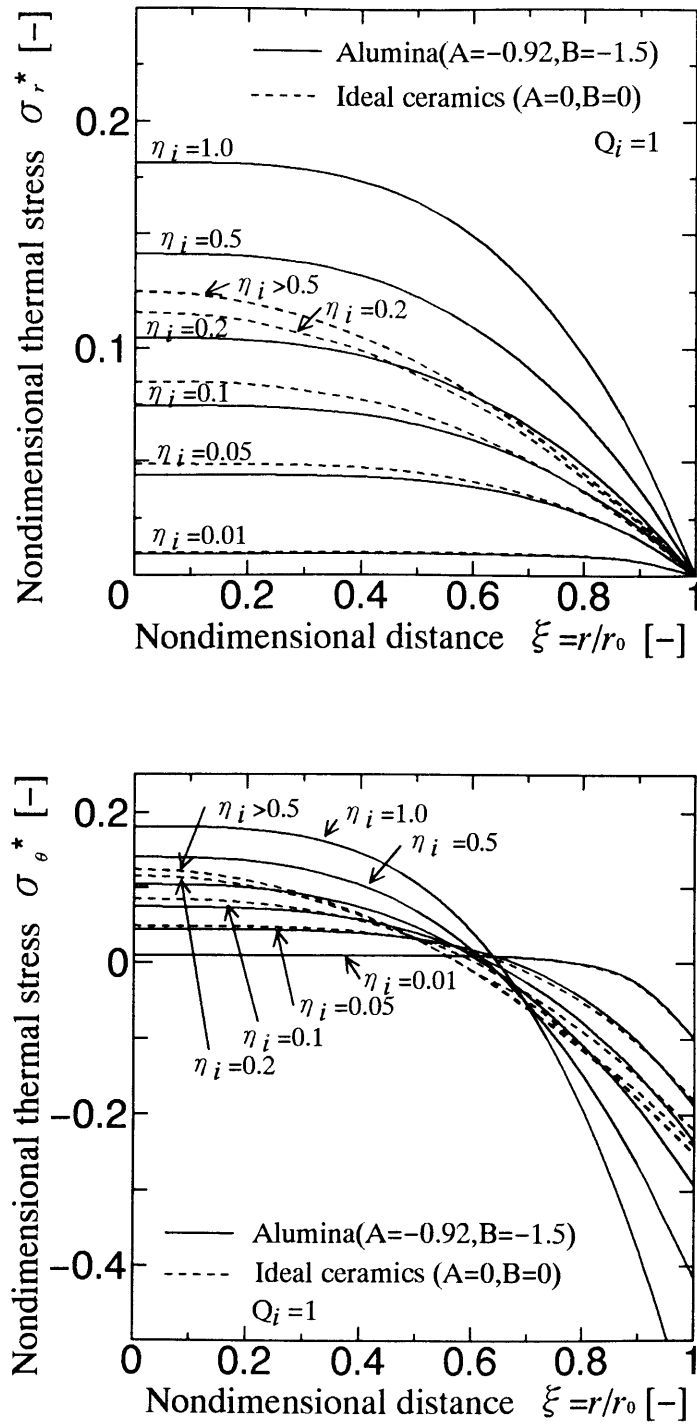 Nondimensional thermal stress σr* [−]
Alumina(A=−0.92,B=−1.5)
Ideal ceramics (A=0,B=0)
Qi=1
0.2
0.1
0
ηi=1.0
ηi=0.5
ηi>0.5
ηi=0.2
ηi=0.2
ηi=0.1
ηi=0.05
ηi=0.01
0 0.2 0.4 0.6 0.8 1
Nondimensional distance ξ=r/r0 [−]
Nondimensional thermal stress σθ* [−]
0.2
0
−0.2
−0.4
ηi>0.5
ηi=1.0
ηi=0.5
ηi=0.01
ηi=0.05
ηi=0.1
ηi=0.2
Alumina(A=−0.92,B=−1.5)
Ideal ceramics (A=0,B=0)
Qi=1
0 0.2 0.4 0.6 0.8 1
Nondimensional distance ξ=r/r0 [−]